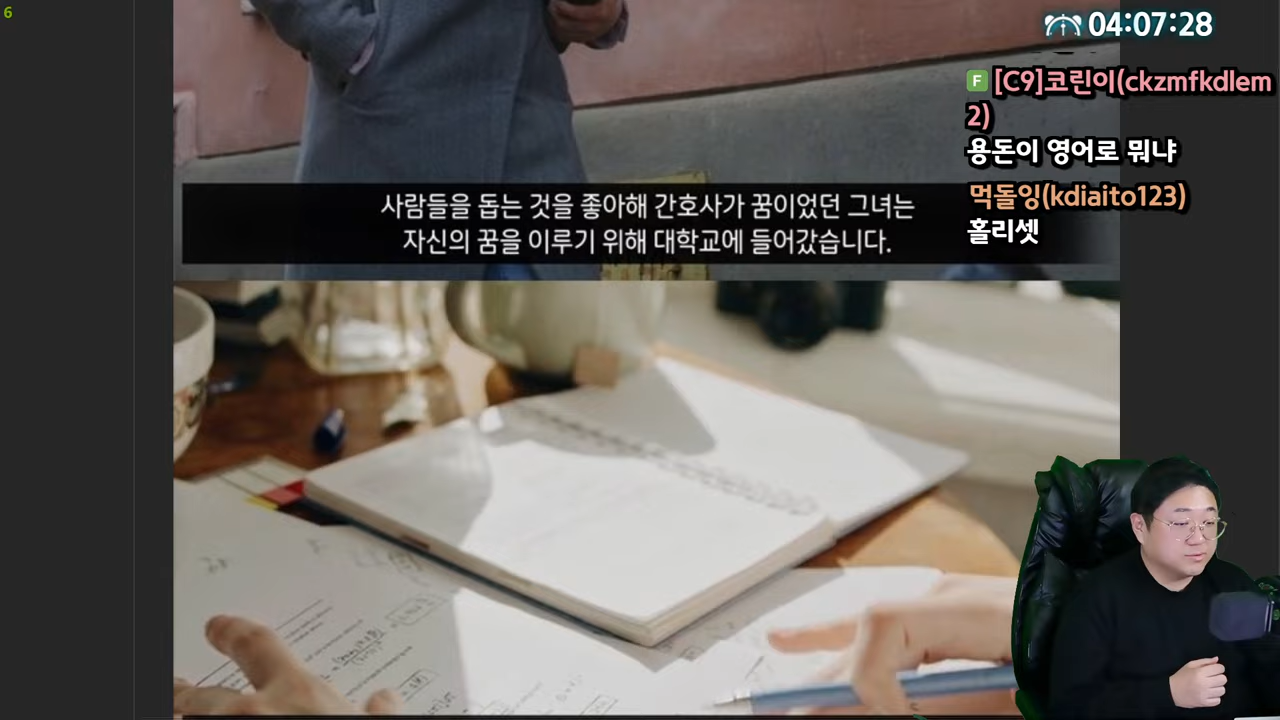 6
04:07:28
F [C9]코린이(ckzmfkdlem
2)
용돈이 영어로 뭐냐
먹돌잉(kdiaito123)
홀리셋
사람들을 돕는 것을 좋아해 간호사가 꿈이었던 그녀는
자신의 꿈을 이루기 위해 대학교에 들어갔습니다.